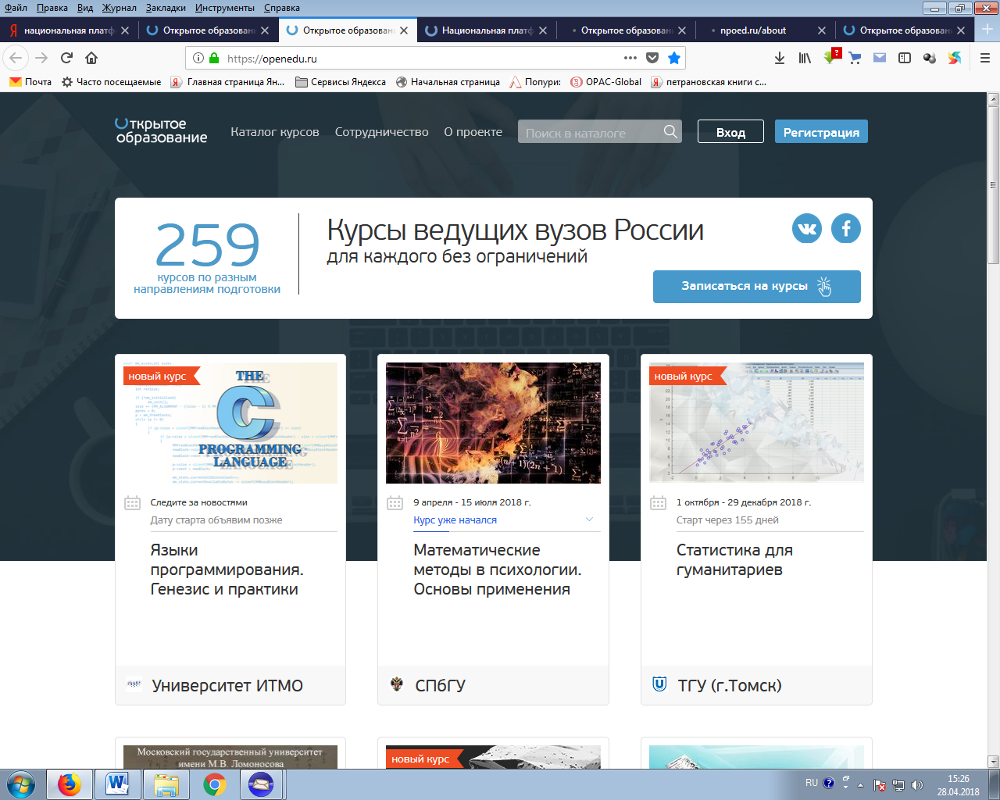 Файл Правка Вид Журнал Закладки Инструменты Справка
национальная платф
Открытое образовани
Открытое образовани
Национальная платф
Открытое образовани
npoed.ru/about
Открытое образовани
https://openedu.ru
Почта
Часто посещаемые
Главная страница Ян...
Сервисы Яндекса
Начальная страница
Попури:
OPAC-Global
петрановская книги с...
Открытое
образование
Каталог курсов
Сотрудничество
О проекте
Поиск в каталоге
Вход
Регистрация
259
курсов по разным
направлениям подготовки
Курсы ведущих вузов России
для каждого без ограничений
Записаться на курсы
новый курс
THE
C
PROGRAMMING
LANGUAGE
Следите за новостями
Дату старта объявим позже
Языки
программирования.
Генезис и практики
Университет ИТМО
9 апреля - 15 июля 2018 г.
Курс уже начался
Математические
методы в психологии.
Основы применения
СПбГУ
новый курс
1 октября - 29 декабря 2018 г.
Старт через 155 дней
Статистика для
гуманитариев
ТГУ (г.Томск)
Московский государственный университет
имени М.В. Ломоносова
новый курс
RU
15:26
28.04.2018